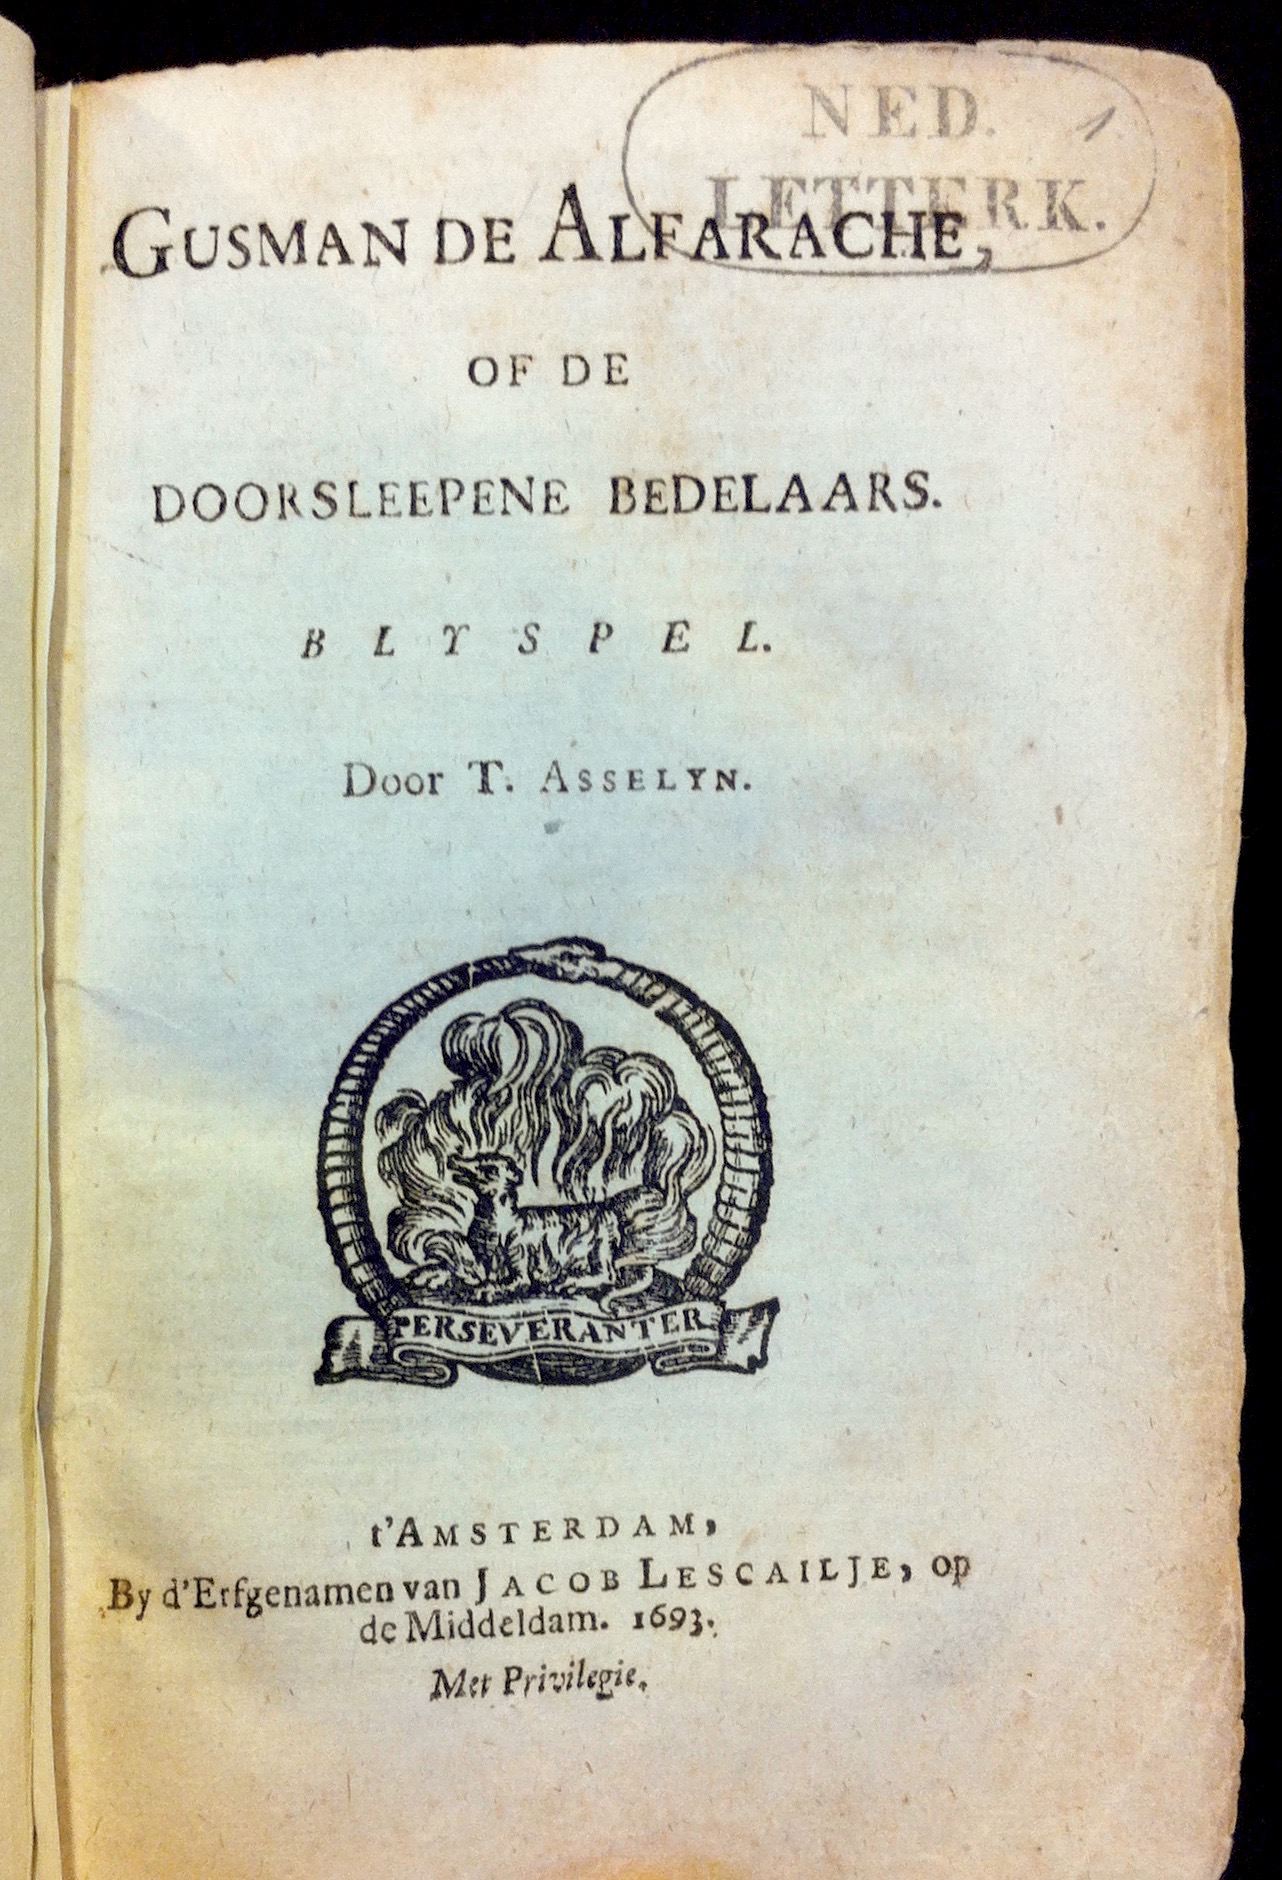 NED. 1.
LETTERK.
GUSMAN DE ALFARACHE,
OF DE
DOORSLEEPENE BEDELAARS.
BLYSPEL.
Door T. ASSELYN.
PERSEVERANTER
t'AMSTERDAM,
By d'Erfgenamen van JACOB LESCAILJE, op
de Middeldam. 1693.
Met Privilegie.